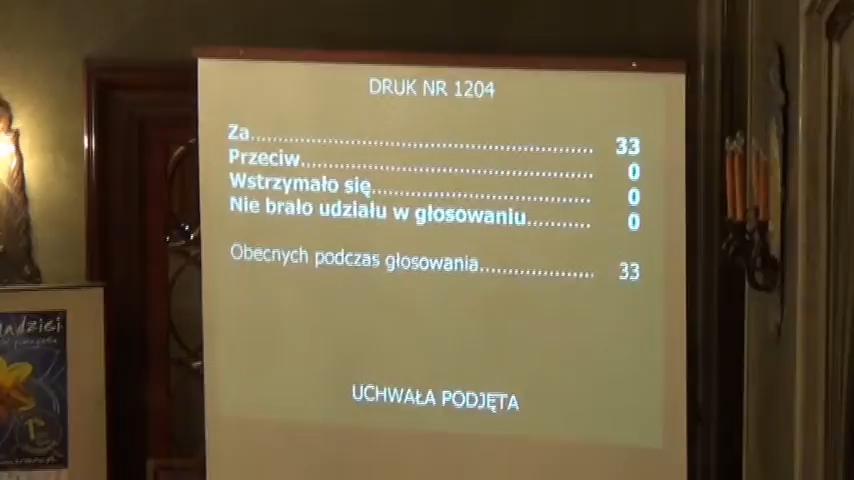 DRUK NR 1204
Za.................................................. 33
Przeciw.......................................... 0
Wstrzymało się................................ 0
Nie brało udziału w głosowaniu......... 0
Obecnych podczas głosowania................ 33
UCHWAŁA PODJĘTA